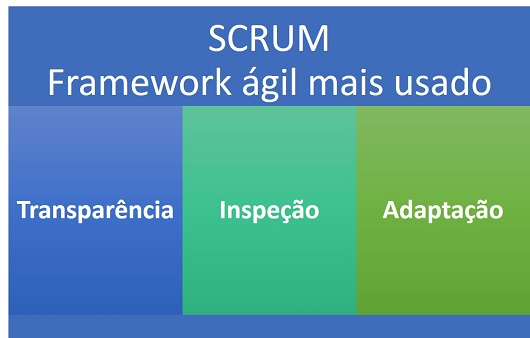 SCRUM
Framework ágil mais usado
Transparência
Inspeção
Adaptação